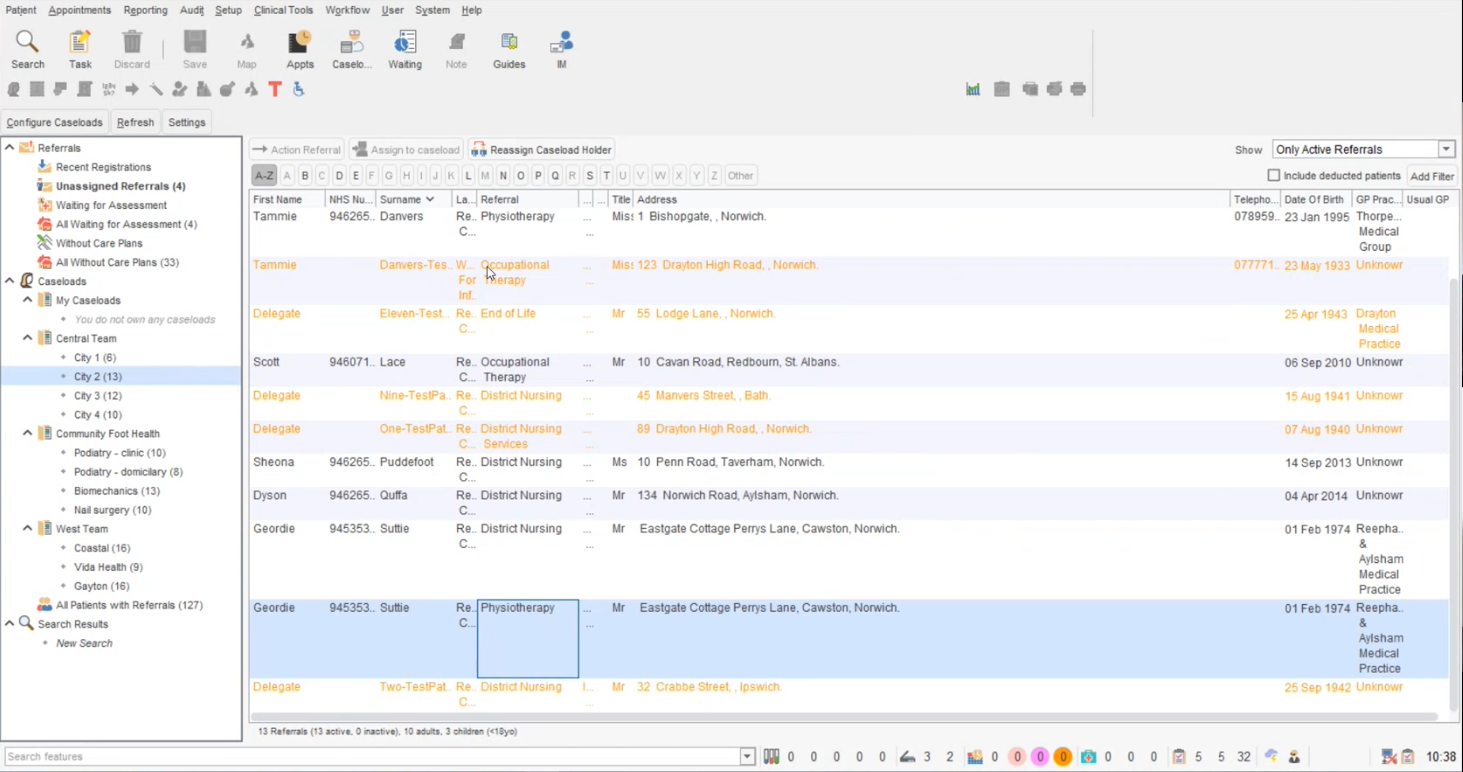 Patient Appointments Reporting Audit Setup Clinical Tools Workflow User System Help
Search Task Discard Save Map Appts Caselo... Waiting Note Guides IM
Configure Caseloads Refresh Settings
Referrals
Recent Registrations
Unassigned Referrals (4)
Waiting for Assessment
All Waiting for Assessment (4)
Without Care Plans
All Without Care Plans (33)
Caseloads
My Caseloads
You do not own any caseloads
Central Team
City 1 (6)
City 2 (13)
City 3 (12)
City 4 (10)
Community Foot Health
Podiatry - clinic (10)
Podiatry - domicilary (8)
Biomechanics (13)
Nail surgery (10)
West Team
Coastal (16)
Vida Health (9)
Gayton (16)
All Patients with Referrals (127)
Search Results
New Search
Action Referral Assign to caseload Reassign Caseload Holder Show Only Active Referrals
A-Z A B C D E F G H I J K L M N O P Q R S T U V W X Y Z Other Include deducted patients Add Filter
First Name NHS Nu... Surname La... Referral ... ... Title Address Telepho... Date Of Birth GP Prac... Usual GP
Tammie 946265.. Danvers Re.. Physiotherapy ... Mis: 1 Bishopgate, , Norwich. 078959.. 23 Jan 1995 Thorpe...
C... ... Medical
Group
Tammie Danvers-Tes.. W... Occupational ... Mis: 123 Drayton High Road, , Norwich. 077771.. 23 May 1933 Unknowr
For Therapy ...
Inf..
Delegate Eleven-Test... Re.. End of Life ... Mr 55 Lodge Lane, , Norwich. 25 Apr 1943 Drayton
C... ... Medical
Practice
Scott 946071.. Lace Re.. Occupational ... Mr 10 Cavan Road, Redbourn, St. Albans. 06 Sep 2010 Unknowr
C... Therapy ...
Delegate Nine-TestPa.. Re.. District Nursing ... 45 Manvers Street, , Bath. 15 Aug 1941 Unknowr
C... ...
Delegate One-TestPat.. Re.. District Nursing ... 89 Drayton High Road, , Norwich. 07 Aug 1940 Unknowr
C... Services ...
Sheona 946265.. Puddefoot Re.. District Nursing ... Ms 10 Penn Road, Taverham, Norwich. 14 Sep 2013 Unknowr
C... ...
Dyson 946265.. Quffa Re.. District Nursing ... Mr 134 Norwich Road, Aylsham, Norwich. 04 Apr 2014 Unknowr
C... ...
Geordie 945353.. Suttie Re.. District Nursing ... Mr Eastgate Cottage Perrys Lane, Cawston, Norwich. 01 Feb 1974 Reepha..
C... ... &
Aylsham
Medical
Practice
Geordie 945353.. Suttie Re.. Physiotherapy ... Mr Eastgate Cottage Perrys Lane, Cawston, Norwich. 01 Feb 1974 Reepha..
C... ... &
Aylsham
Medical
Practice
Delegate Two-TestPat.. Re.. District Nursing I... Mr 32 Crabbe Street, , Ipswich. 25 Sep 1942 Unknowr
C... ...
13 Referrals (13 active, 0 inactive), 10 adults, 3 children (<18yo)
Search features 0 0 0 0 0 3 2 0 0 0 0 0 0 0 5 5 32 10:38